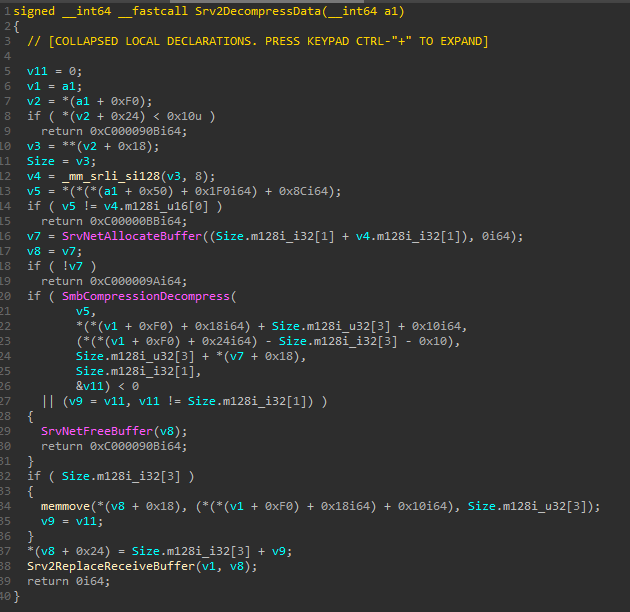 1 signed __int64 __fastcall Srv2DecompressData(__int64 a1)
2 {
3 // [COLLAPSED LOCAL DECLARATIONS. PRESS KEYPAD CTRL-"+" TO EXPAND]
4
5 v11 = 0;
6 v1 = a1;
7 v2 = *(a1 + 0xF0);
8 if ( *(v2 + 0x24) < 0x10u )
9 return 0xC000090Bi64;
10 v3 = **(v2 + 0x18);
11 Size = v3;
12 v4 = _mm_srli_si128(v3, 8);
13 v5 = *(*(*(a1 + 0x50) + 0x1F0i64) + 0x8Ci64);
14 if ( v5 != v4.m128i_u16[0] )
15 return 0xC00000BBi64;
16 v7 = SrvNetAllocateBuffer((Size.m128i_i32[1] + v4.m128i_i32[1]), 0i64);
17 v8 = v7;
18 if ( !v7 )
19 return 0xC000009Ai64;
20 if ( SmbCompressionDecompress(
21 v5,
22 *(*(v1 + 0xF0) + 0x18i64) + Size.m128i_u32[3] + 0x10i64,
23 (*(*(v1 + 0xF0) + 0x24i64) - Size.m128i_i32[3] - 0x10),
24 Size.m128i_u32[3] + *(v7 + 0x18),
25 Size.m128i_i32[1],
26 &v11) < 0
27 || (v9 = v11, v11 != Size.m128i_i32[1]) )
28 {
29 SrvNetFreeBuffer(v8);
30 return 0xC000090Bi64;
31 }
32 if ( Size.m128i_i32[3] )
33 {
34 memmove(*(v8 + 0x18), (*(*(v1 + 0xF0) + 0x18i64) + 0x10i64), Size.m128i_u32[3]);
35 v9 = v11;
36 }
37 *(v8 + 0x24) = Size.m128i_i32[3] + v9;
38 Srv2ReplaceReceiveBuffer(v1, v8);
39 return 0i64;
40 }